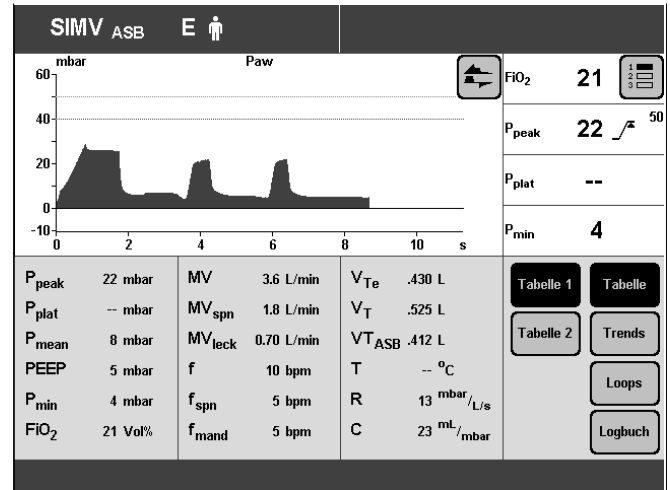 SIMV ASB E
mbar Paw
60
40
20
0
-10
0 2 4 6 8 10 s
FiO2 21
1
2
3
Ppeak 22 50
Pplat --
Pmin 4
Ppeak 22 mbar
Pplat -- mbar
Pmean 8 mbar
PEEP 5 mbar
Pmin 4 mbar
FiO2 21 Vol%
MV 3.6 L/min
MVspn 1.8 L/min
MVleck 0.70 L/min
f 10 bpm
fspn 5 bpm
fmand 5 bpm
VTe .430 L
VT .525 L
VTASB .412 L
T -- °C
R 13 mbar/L/s
C 23 mL/mbar
Tabelle 1 Tabelle
Tabelle 2 Trends
Loops
Logbuch